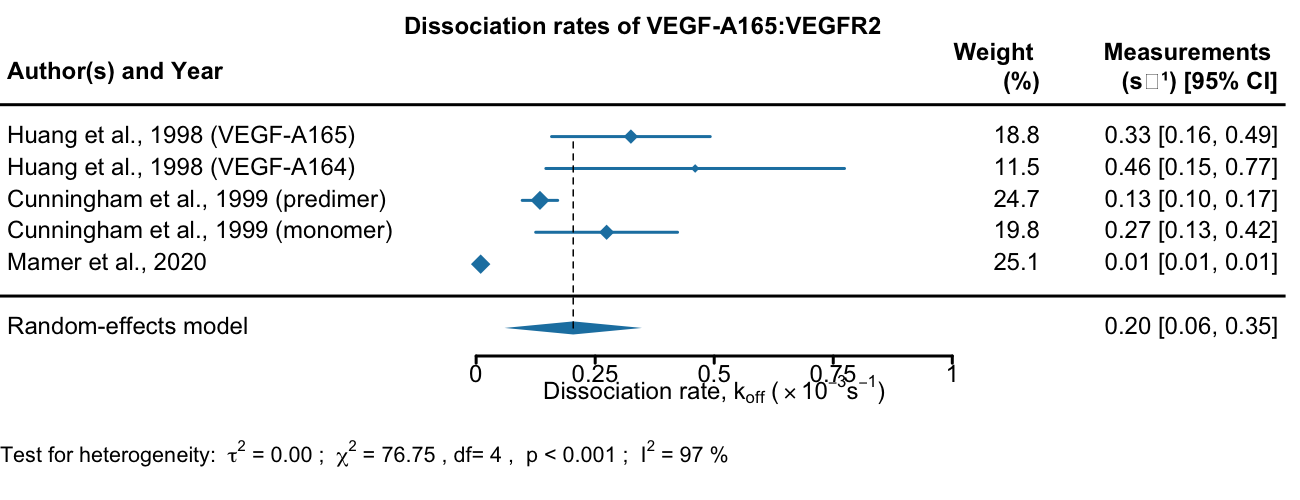 Dissociation rates of VEGF-A165:VEGFR2
Author(s) and Year Weight (%) Measurements (s□¹) [95% CI]
Huang et al., 1998 (VEGF-A165) 18.8 0.33 [0.16, 0.49]
Huang et al., 1998 (VEGF-A164) 11.5 0.46 [0.15, 0.77]
Cunningham et al., 1999 (predimer) 24.7 0.13 [0.10, 0.17]
Cunningham et al., 1999 (monomer) 19.8 0.27 [0.13, 0.42]
Mamer et al., 2020 25.1 0.01 [0.01, 0.01]
Random-effects model 0.20 [0.06, 0.35]
0 0.25 0.5 0.75 1
Dissociation rate, k_off (×10⁻³s⁻¹)
Test for heterogeneity: τ² = 0.00 ; χ² = 76.75 , df= 4 , p < 0.001 ; I² = 97 %